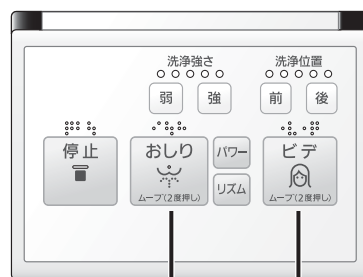 洗浄強さ
洗浄位置
弱
強
前
後
停止
おしり
パワー
リズム
ビデ
ムーブ(2度押し)
ムーブ(2度押し)